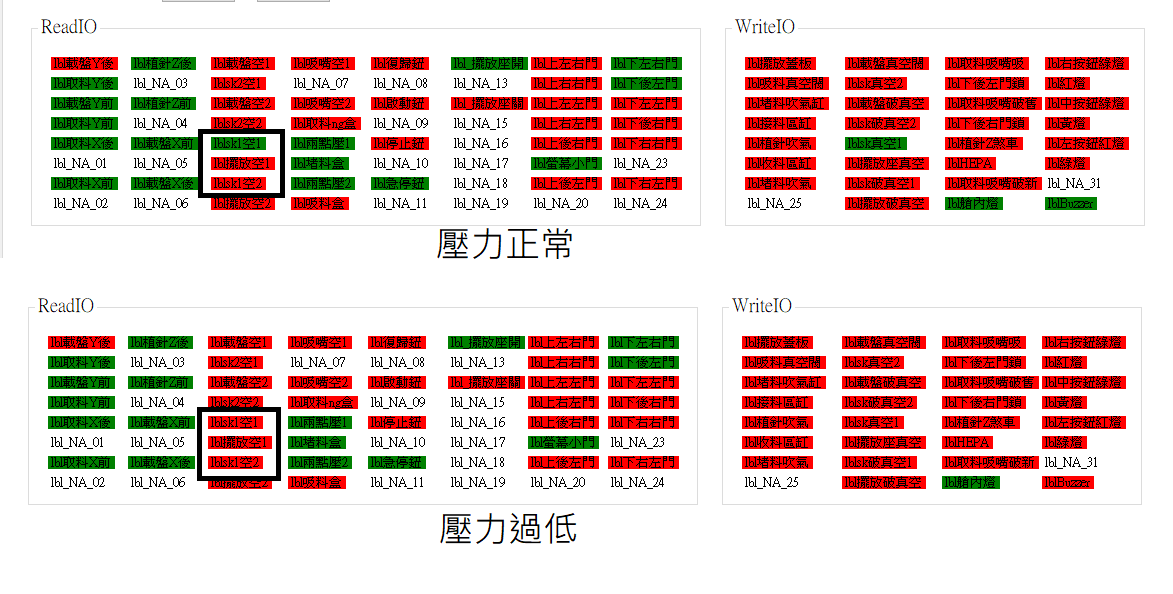 ReadIO WriteIO
lbl載盤Y後 lbl植針Z後 lbl載盤空1 lbl吸嘴空1 lbl復歸鈕 lbl_擺放座開 lbl上右右門 lbl下左右門 lbl擺放蓋板 lbl載盤真空閥 lbl取料吸嘴吸 lbl右按鈕綠燈
lbl取料Y後 lbl_NA_03 lblsk2空1 lbl_NA_07 lbl_NA_08 lbl_NA_13 lbl上後左右門 lbl下後左門 lbl吸料真空閥 lblsk真空2 lbl下後左門鎖 lbl紅燈
lbl載盤Y前 lbl植針Z前 lbl載盤空2 lbl吸嘴空2 lbl啟動鈕 lbl_擺放座關 lbl上左左門 lbl下左左門 lbl堵料吹氣缸 lbl載盤破真空 lbl取料吸嘴破舊 lbl中按鈕綠燈
lbl取料Y前 lbl_NA_04 lblsk2空2 lbl取料ng盒 lbl_NA_09 lbl_NA_15 lbl上右左門 lbl下後右門 lbl接料區缸 lblsk破真空2 lbl下後右門鎖 lbl黃燈
lbl取料X後 lbl載盤X前 lblsk1空1 lbl兩點壓1 lbl停止鈕 lbl_NA_16 lbl上後右門 lbl下右右門 lbl植針吹氣 lblsk真空1 lbl植針Z煞車 lbl左按鈕紅燈
lbl_NA_01 lbl_NA_05 lbl擺放空1 lbl堵料盒 lbl_NA_10 lbl_NA_17 lbl螢幕小門 lbl_NA_23 lbl收料區缸 lbl擺放座真空 lblHEPA lbl綠燈
lbl取料X前 lbl載盤X後 lblsk1空2 lbl兩點壓2 lbl急停鈕 lbl_NA_18 lbl上後左門 lbl下右左門 lbl堵料吹氣 lblsk破真空1 lbl取料吸嘴破新 lbl_NA_31
lbl_NA_02 lbl_NA_06 lbl擺放空2 lbl吸料盒 lbl_NA_11 lbl_NA_19 lbl_NA_20 lbl_NA_24 lbl_NA_25 lbl擺放破真空 lbl艙內燈 lblBuzzer
壓力正常
ReadIO WriteIO
lbl載盤Y後 lbl植針Z後 lbl載盤空1 lbl吸嘴空1 lbl復歸鈕 lbl_擺放座開 lbl上左右門 lbl下左右門 lbl擺放蓋板 lbl載盤真空閥 lbl取料吸嘴吸 lbl右按鈕綠燈
lbl取料Y後 lbl_NA_03 lblsk2空1 lbl_NA_07 lbl_NA_08 lbl_NA_13 lbl上後左右門 lbl下後左門 lbl吸料真空閥 lblsk真空2 lbl下後左門鎖 lbl紅燈
lbl載盤Y前 lbl植針Z前 lbl載盤空2 lbl吸嘴空2 lbl啟動鈕 lbl_擺放座關 lbl上左左門 lbl下左左門 lbl堵料吹氣缸 lbl載盤破真空 lbl取料吸嘴破舊 lbl中按鈕綠燈
lbl取料Y前 lbl_NA_04 lblsk2空2 lbl取料ng盒 lbl_NA_09 lbl_NA_15 lbl上右左門 lbl下後右門 lbl接料區缸 lblsk破真空2 lbl下後右門鎖 lbl黃燈
lbl取料X後 lbl載盤X前 lblsk1空1 lbl兩點壓1 lbl停止鈕 lbl_NA_16 lbl上後右門 lbl下右右門 lbl植針吹氣 lblsk真空1 lbl植針Z煞車 lbl左按鈕紅燈
lbl_NA_01 lbl_NA_05 lbl擺放空1 lbl堵料盒 lbl_NA_10 lbl_NA_17 lbl螢幕小門 lbl_NA_23 lbl收料區缸 lbl擺放座真空 lblHEPA lbl綠燈
lbl取料X前 lbl載盤X後 lblsk1空2 lbl兩點壓2 lbl急停鈕 lbl_NA_18 lbl上後左門 lbl下右左門 lbl堵料吹氣 lblsk破真空1 lbl取料吸嘴破新 lbl_NA_31
lbl_NA_02 lbl_NA_06 lbl擺放空2 lbl吸料盒 lbl_NA_11 lbl_NA_19 lbl_NA_20 lbl_NA_24 lbl_NA_25 lbl擺放破真空 lbl艙內燈 lblBuzzer
壓力過低